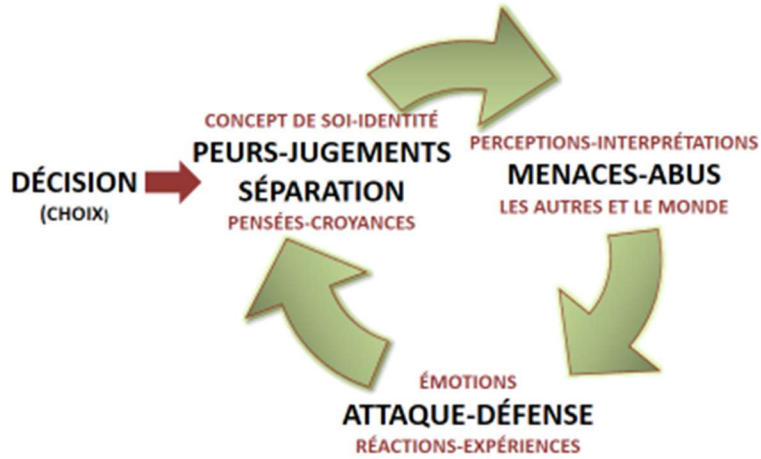 CONCEPT DE SOI-IDENTITÉ
PEURS-JUGEMENTS
SÉPARATION
PENSÉES-CROYANCES
DÉCISION
(CHOIX)
PERCEPTIONS-INTERPRÉTATIONS
MENACES-ABUS
LES AUTRES ET LE MONDE
ÉMOTIONS
ATTAQUE-DÉFENSE
RÉACTIONS-EXPÉRIENCES